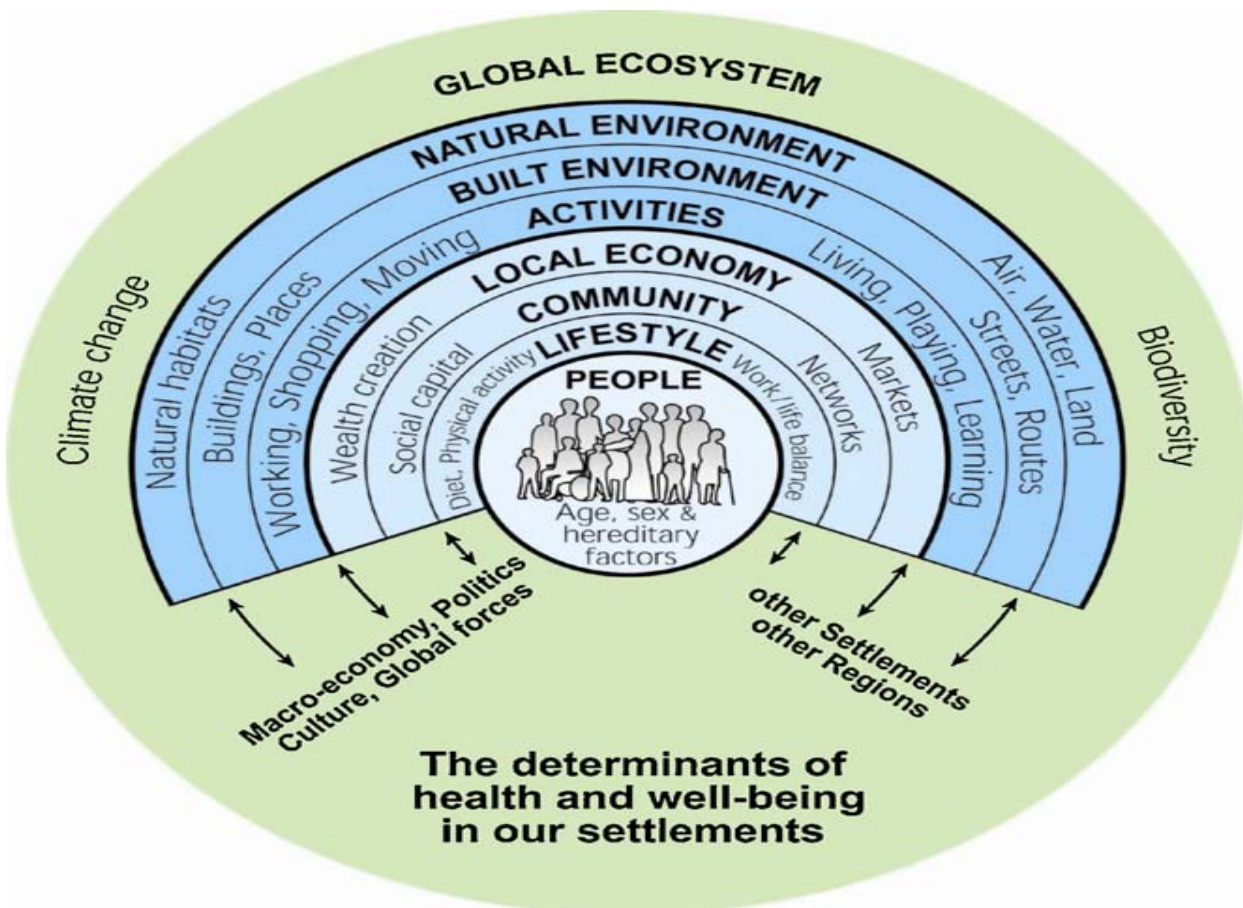 GLOBAL ECOSYSTEM
NATURAL ENVIRONMENT
BUILT ENVIRONMENT
ACTIVITIES
LOCAL ECONOMY
COMMUNITY
LIFESTYLE
PEOPLE
Age, sex &
hereditary
factors
Climate change
Natural habitats
Buildings, Places
Working, Shopping, Moving
Wealth creation
Social capital
Diet, Physical activity
Work/life balance
Networks
Markets
Living, Playing, Learning
Streets, Routes
Air, Water, Land
Biodiversity
Macro-economy, Politics
Culture, Global forces
other Settlements
other Regions
The determinants of
health and well-being
in our settlements